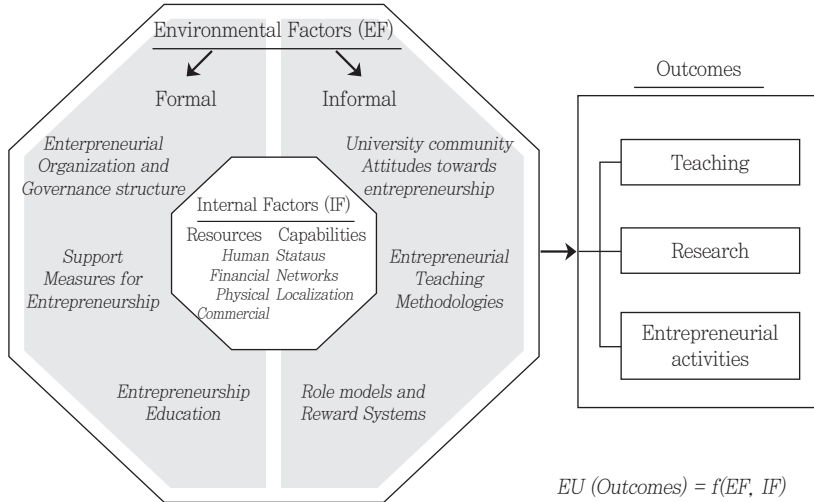 Environmental Factors (EF)
Formal
Informal
Enterpreneurial
Organization and
Governance structure
University community
Attitudes towards
entrepreneurship
Internal Factors (IF)
Resources
Capabilities
Human
Stataus
Financial
Networks
Physical
Localization
Commercial
Support
Measures for
Entrepreneurship
Entrepreneurial
Teaching
Methodologies
Entrepreneurship
Education
Role models and
Reward Systems
Outcomes
Teaching
Research
Entrepreneurial
activities
EU (Outcomes) = f(EF, IF)